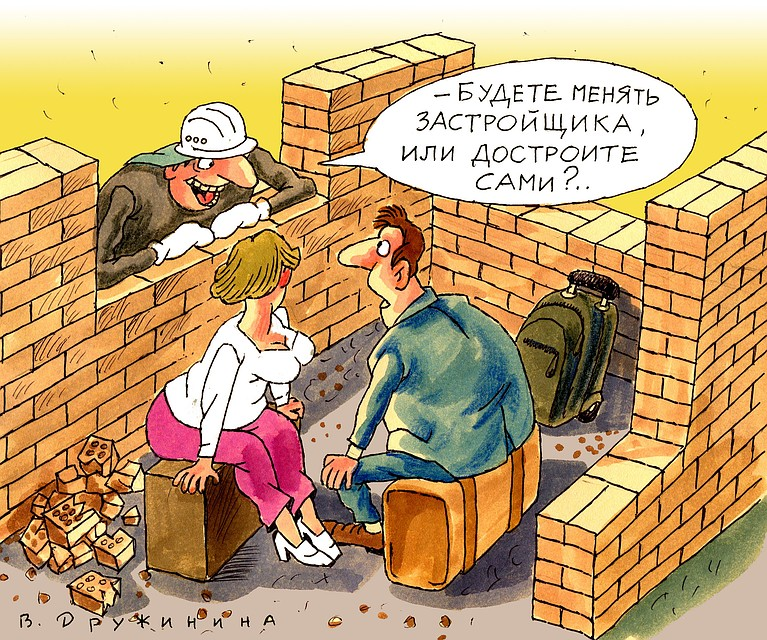 – БУДЕТЕ МЕНЯТЬ
ЗАСТРОЙЩИКА,
ИЛИ ДОСТРОИТЕ
САМИ?..
В. ДРУЖИНИНА